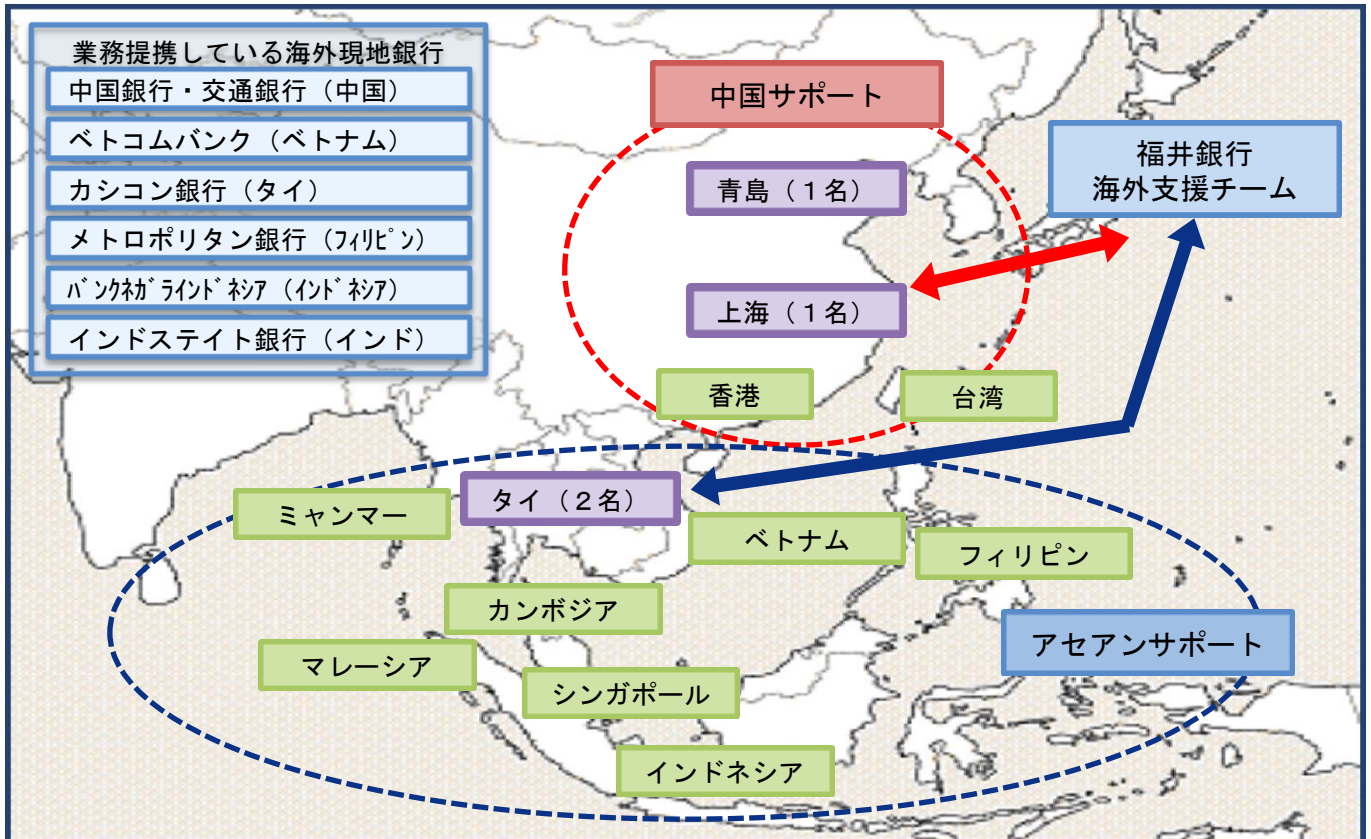 業務提携している海外現地銀行
中国銀行・交通銀行（中国）
ベトコムバンク（ベトナム）
カシコン銀行（タイ）
メトロポリタン銀行（ﾌｨﾘﾋﾟﾝ）
ﾊﾞﾝｸﾈｶﾞﾗｲﾝﾄﾞﾈｼｱ（ｲﾝﾄﾞﾈｼｱ）
インドステイト銀行（インド）
中国サポート
福井銀行
海外支援チーム
青島（１名）
上海（１名）
香港
台湾
タイ（２名）
ミャンマー
ベトナム
フィリピン
カンボジア
アセアンサポート
マレーシア
シンガポール
インドネシア